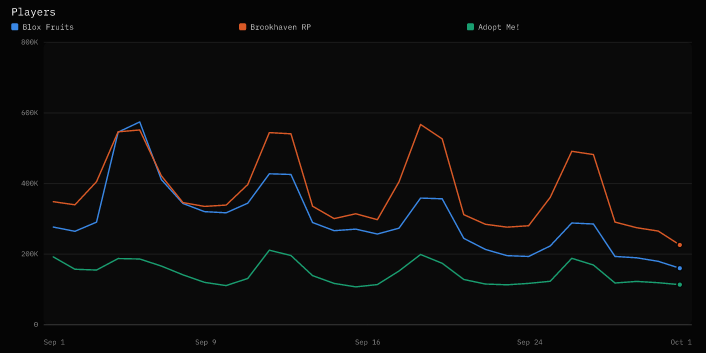 Players
Blox Fruits Brookhaven RP Adopt Me!
800K
600K
400K
200K
0
Sep 1 Sep 9 Sep 16 Sep 24 Oct 1